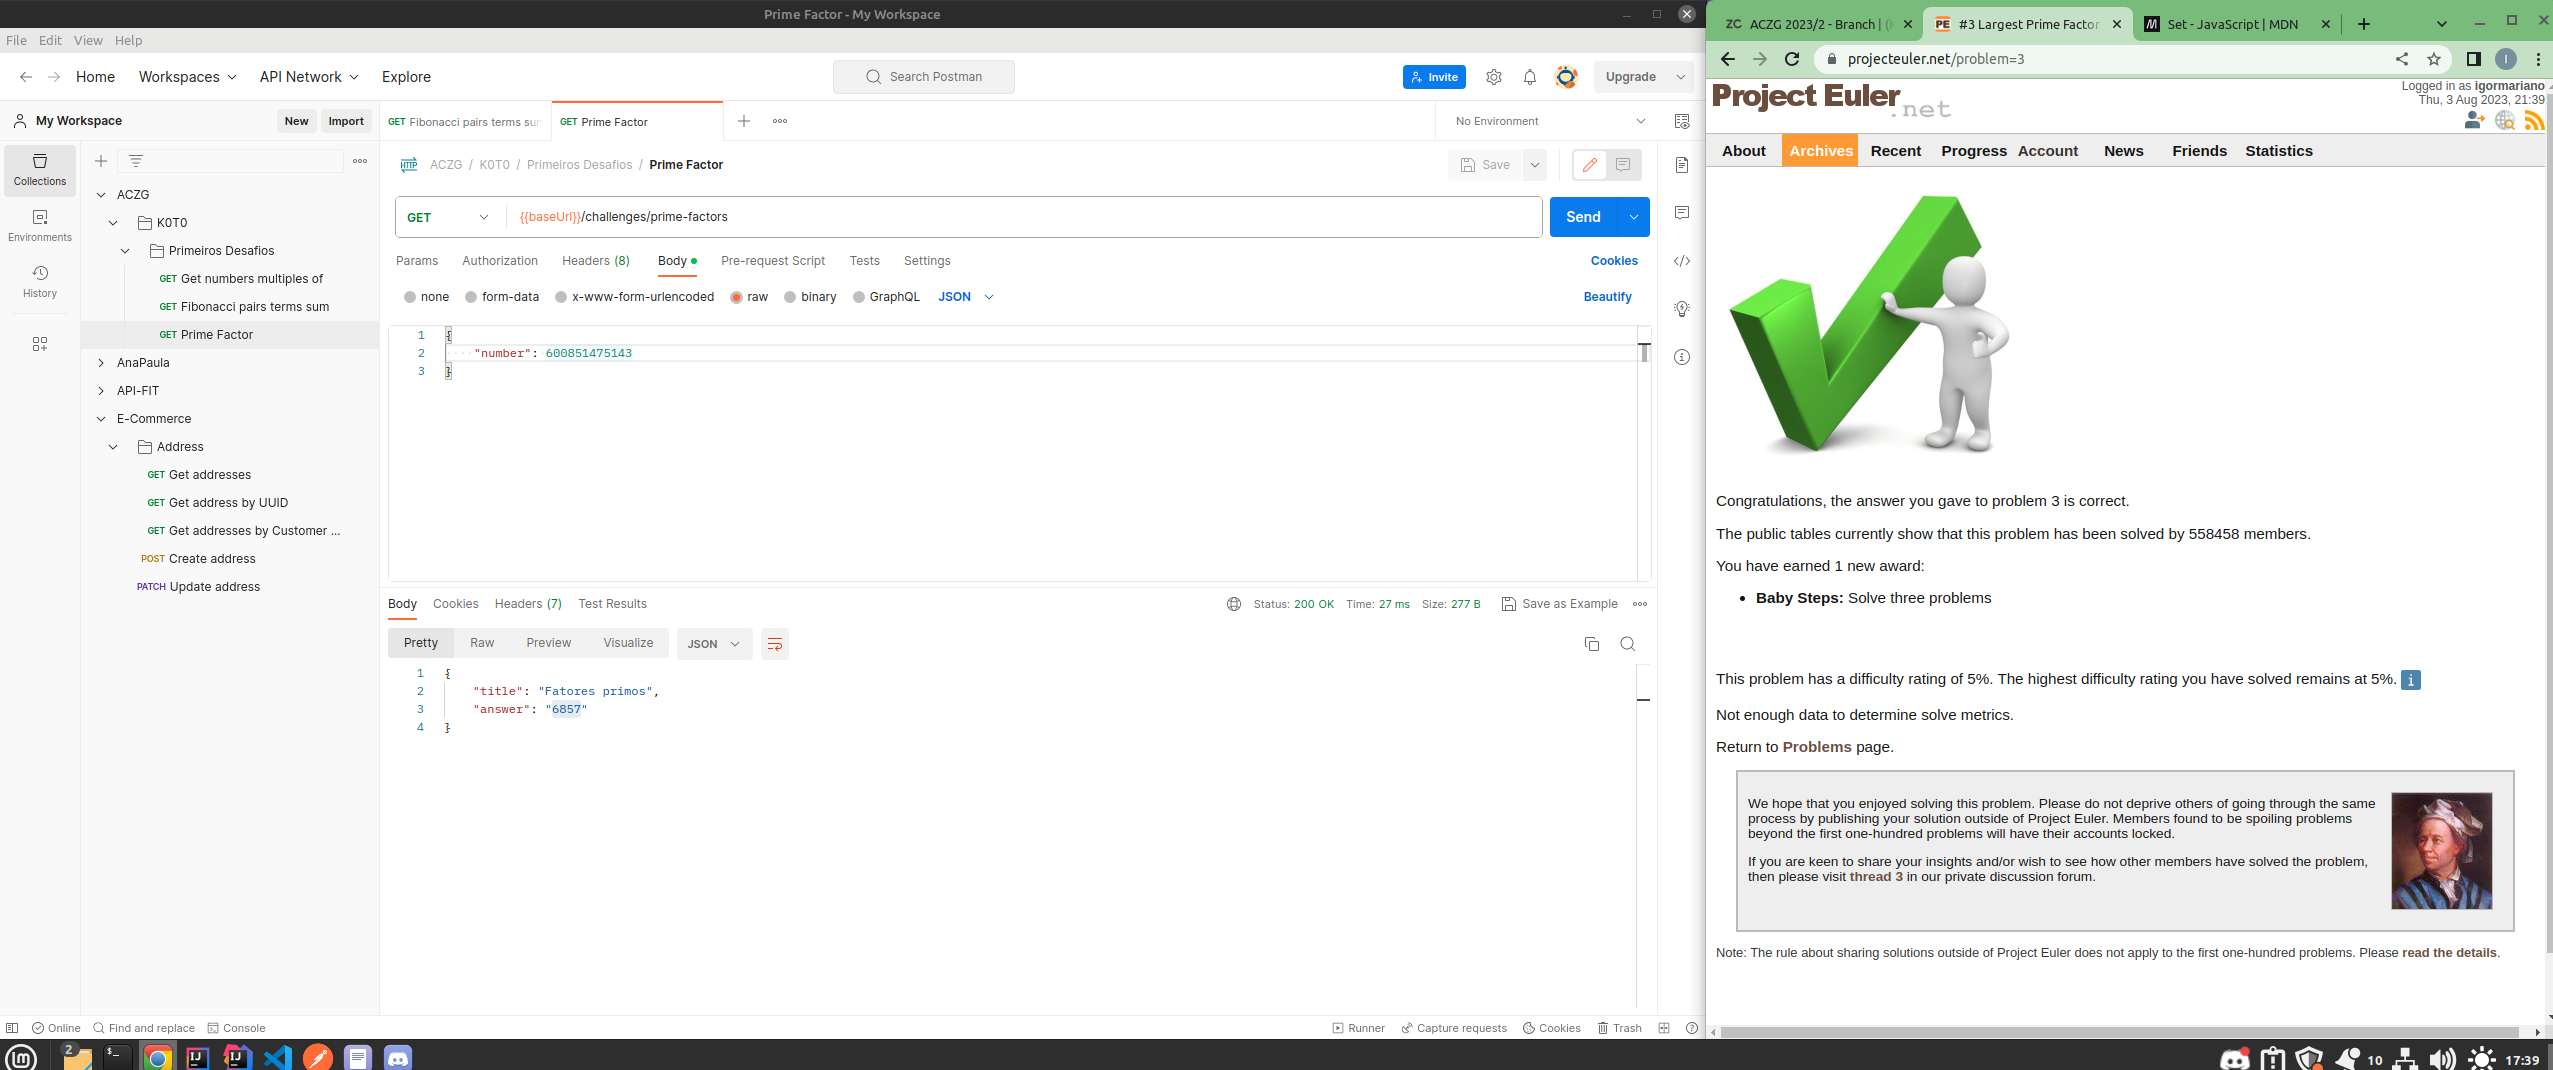 Prime Factor - My Workspace
File Edit View Help
Home Workspaces API Network Explore
Search Postman
Invite
Upgrade
My Workspace
New Import
GET Fibonacci pairs terms sum
GET Prime Factor
No Environment
Collections
Environments
History
ACZG
K0T0
Primeiros Desafios
GET Get numbers multiples of
GET Fibonacci pairs terms sum
GET Prime Factor
AnaPaula
API-FIT
E-Commerce
Address
GET Get addresses
GET Get address by UUID
GET Get addresses by Customer ...
POST Create address
PATCH Update address
HTTP ACZG / K0T0 / Primeiros Desafios / Prime Factor
Save
GET {{baseUrl}}/challenges/prime-factors
Send
Params Authorization Headers (8) Body Pre-request Script Tests Settings
Cookies
none form-data x-www-form-urlencoded raw binary GraphQL JSON
Beautify
1 {
2 "number": 600851475143
3 }
Body Cookies Headers (7) Test Results
Status: 200 OK Time: 27 ms Size: 277 B Save as Example
Pretty Raw Preview Visualize JSON
1 {
2 "title": "Fatores primos",
3 "answer": "6857"
4 }
Online Find and replace Console
Runner Capture requests Cookies Trash
ZC ACZG 2023/2 - Branch | (
PE #3 Largest Prime Factor
Set - JavaScript | MDN
projecteuler.net/problem=3
I
Project Euler .net
Logged in as igormariano
Thu, 3 Aug 2023, 21:39
About Archives Recent Progress Account News Friends Statistics
Congratulations, the answer you gave to problem 3 is correct.
The public tables currently show that this problem has been solved by 558458 members.
You have earned 1 new award:
• Baby Steps: Solve three problems
This problem has a difficulty rating of 5%. The highest difficulty rating you have solved remains at 5%. i
Not enough data to determine solve metrics.
Return to Problems page.
We hope that you enjoyed solving this problem. Please do not deprive others of going through the same
process by publishing your solution outside of Project Euler. Members found to be spoiling problems
beyond the first one-hundred problems will have their accounts locked.
If you are keen to share your insights and/or wish to see how other members have solved the problem,
then please visit thread 3 in our private discussion forum.
Note: The rule about sharing solutions outside of Project Euler does not apply to the first one-hundred problems. Please read the details.
2
IJ
IJ
10
17:39